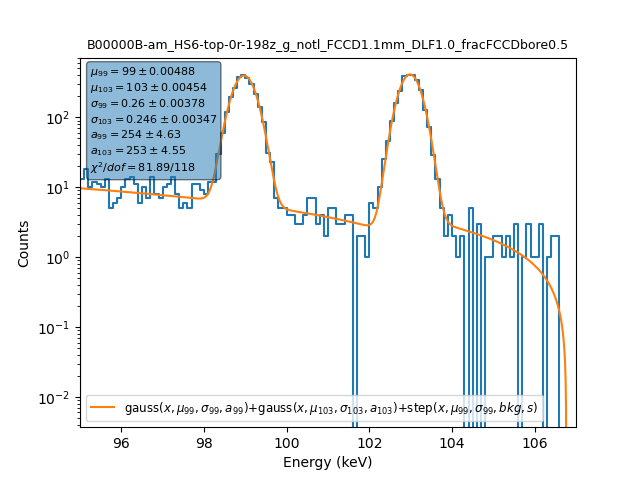 B00000B-am_HS6-top-0r-198z_g_notl_FCCD1.1mm_DLF1.0_fracFCCDbore0.5
μ₉₉ = 99 ± 0.00488
μ₁₀₃ = 103 ± 0.00454
σ₉₉ = 0.26 ± 0.00378
σ₁₀₃ = 0.246 ± 0.00347
a₉₉ = 254 ± 4.63
a₁₀₃ = 253 ± 4.55
χ²/dof = 81.89/118
10²
10¹
10⁰
10⁻¹
10⁻²
Counts
gauss(x, μ₉₉, σ₉₉, a₉₉)+gauss(x, μ₁₀₃, σ₁₀₃, a₁₀₃)+step(x, μ₉₉, σ₉₉, bkg, s)
96 98 100 102 104 106
Energy (keV)